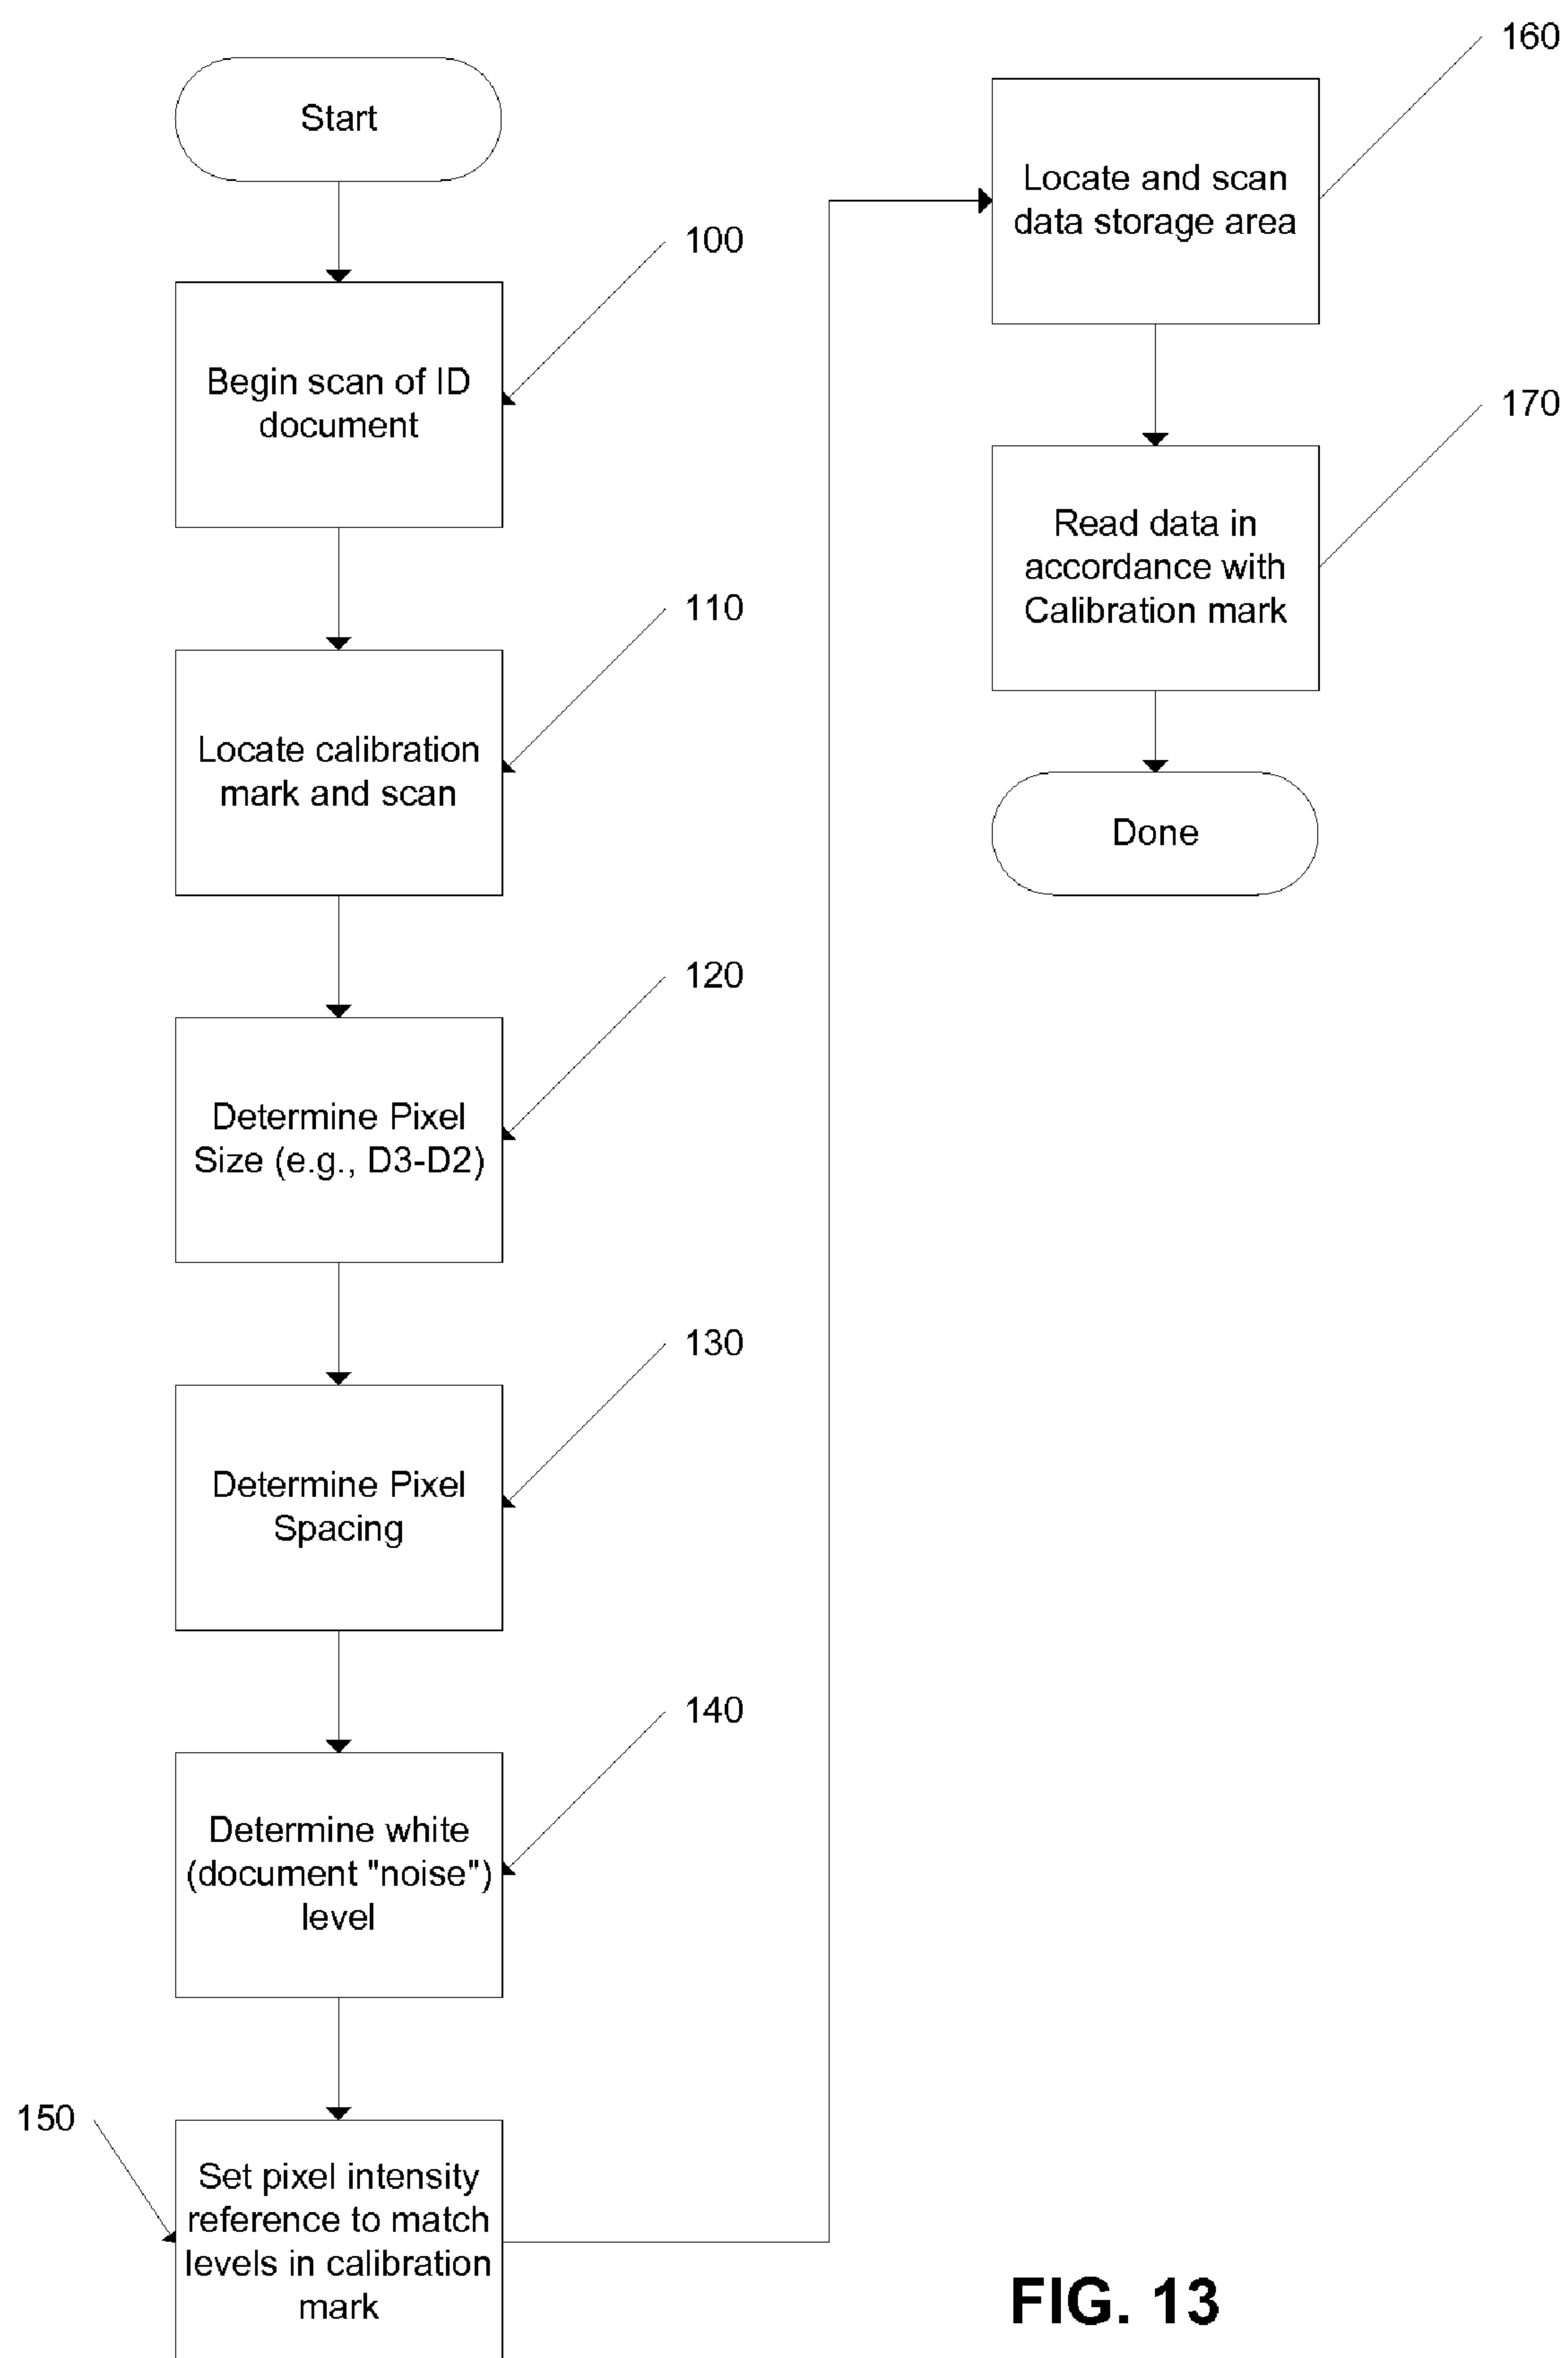 Start
100
Begin scan of ID
document
110
Locate calibration
mark and scan
120
Determine Pixel
Size (e.g., D3-D2)
130
Determine Pixel
Spacing
140
Determine white
(document "noise")
level
150
Set pixel intensity
reference to match
levels in calibration
mark
160
Locate and scan
data storage area
170
Read data in
accordance with
Calibration mark
Done
FIG. 13